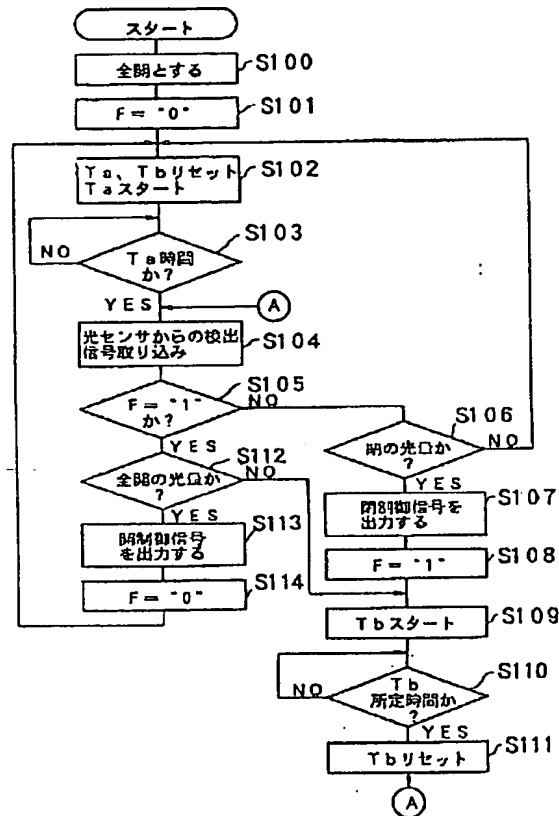 スタート
全開とする
S100
F = "0"
S101
Ta、Tbリセット
Taスタート
S102
Ta時間
か?
S103
NO
YES
A
光センサからの検出
信号取り込み
S104
F = "1"
か?
S105
NO
YES
閉の光量か
?
S106
NO
YES
全開の光量か
?
S112
NO
YES
閉制御信号を
出力する
S107
開制御信号
を出力する
S113
F = "1"
S108
F = "0"
S114
Tbスタート
S109
Tb
所定時間か
?
S110
NO
YES
Tbリセット
S111
A